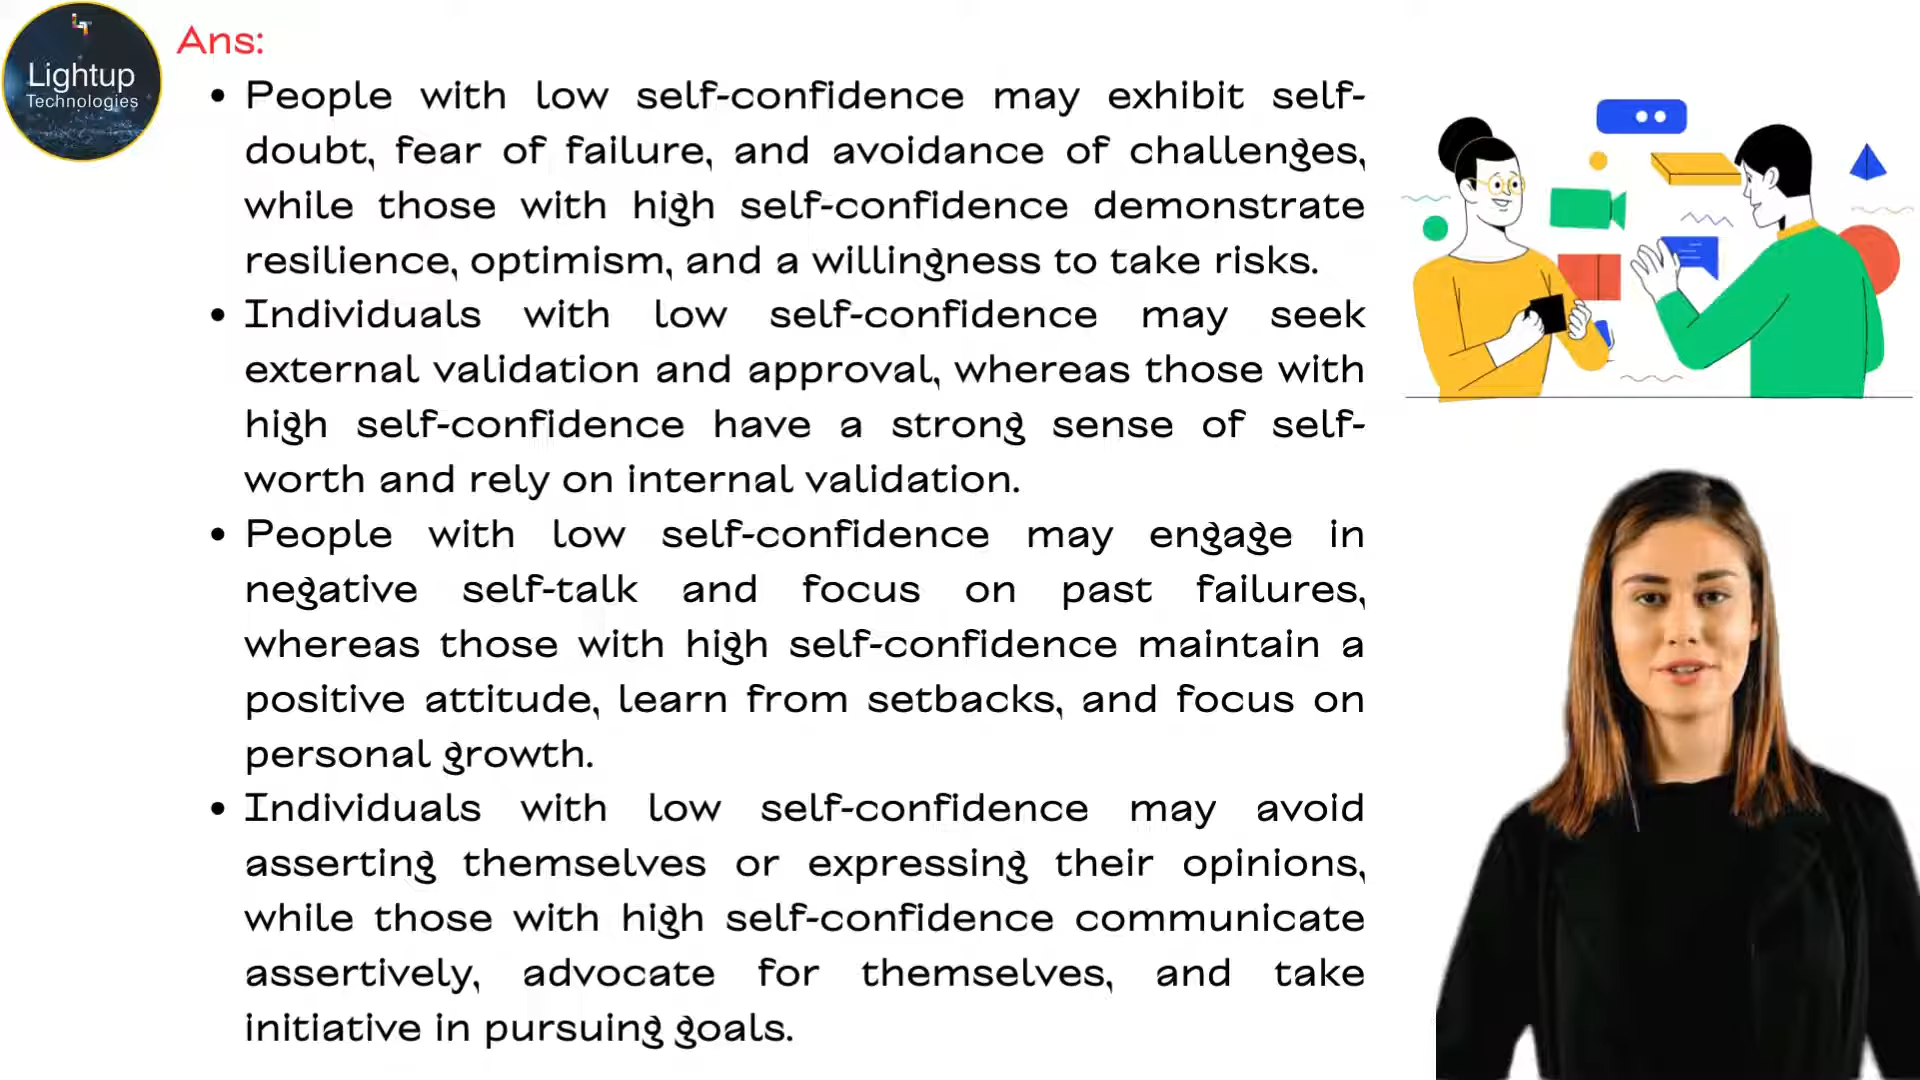 Lightup
Technologies
Ans:
• People with low self-confidence may exhibit self-
doubt, fear of failure, and avoidance of challenges,
while those with high self-confidence demonstrate
resilience, optimism, and a willingness to take risks.
• Individuals with low self-confidence may seek
external validation and approval, whereas those with
high self-confidence have a strong sense of self-
worth and rely on internal validation.
• People with low self-confidence may engage in
negative self-talk and focus on past failures,
whereas those with high self-confidence maintain a
positive attitude, learn from setbacks, and focus on
personal growth.
• Individuals with low self-confidence may avoid
asserting themselves or expressing their opinions,
while those with high self-confidence communicate
assertively, advocate for themselves, and take
initiative in pursuing goals.